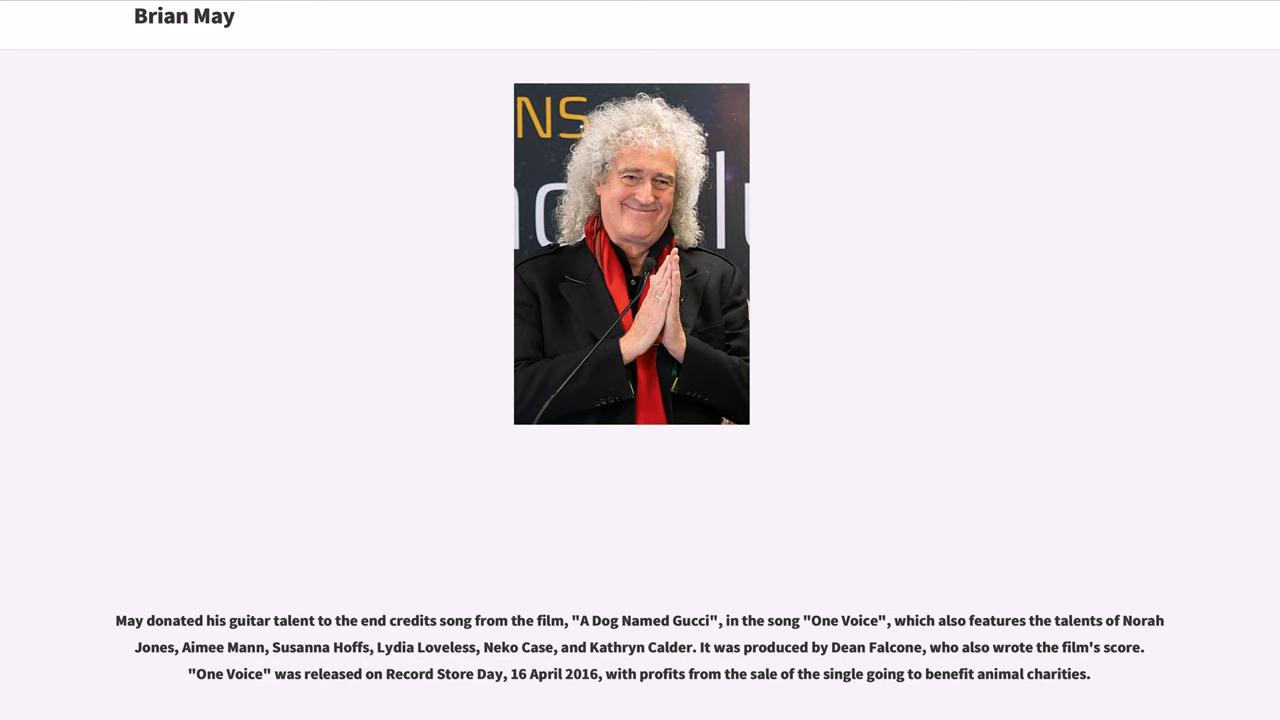 Brian May
NS
May donated his guitar talent to the end credits song from the film, "A Dog Named Gucci", in the song "One Voice", which also features the talents of Norah
Jones, Aimee Mann, Susanna Hoffs, Lydia Loveless, Neko Case, and Kathryn Calder. It was produced by Dean Falcone, who also wrote the film's score.
"One Voice" was released on Record Store Day, 16 April 2016, with profits from the sale of the single going to benefit animal charities.